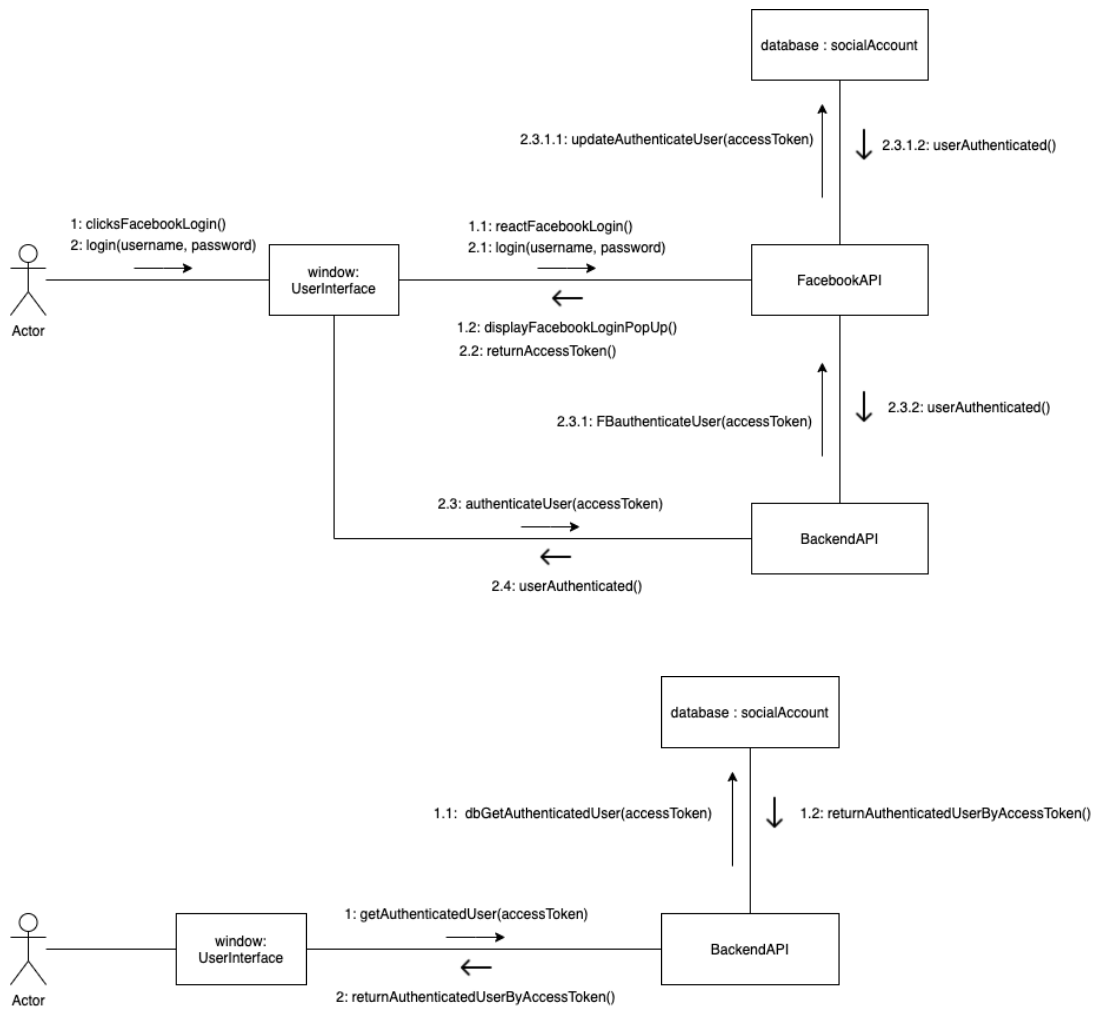 database : socialAccount
2.3.1.1: updateAuthenticateUser(accessToken)
2.3.1.2: userAuthenticated()
1: clicksFacebookLogin()
2: login(username, password)
1.1: reactFacebookLogin()
2.1: login(username, password)
window:
UserInterface
FacebookAPI
Actor
1.2: displayFacebookLoginPopUp()
2.2: returnAccessToken()
2.3.1: FBauthenticateUser(accessToken)
2.3.2: userAuthenticated()
2.3: authenticateUser(accessToken)
BackendAPI
2.4: userAuthenticated()
database : socialAccount
1.1: dbGetAuthenticatedUser(accessToken)
1.2: returnAuthenticatedUserByAccessToken()
1: getAuthenticatedUser(accessToken)
window:
UserInterface
BackendAPI
2: returnAuthenticatedUserByAccessToken()
Actor